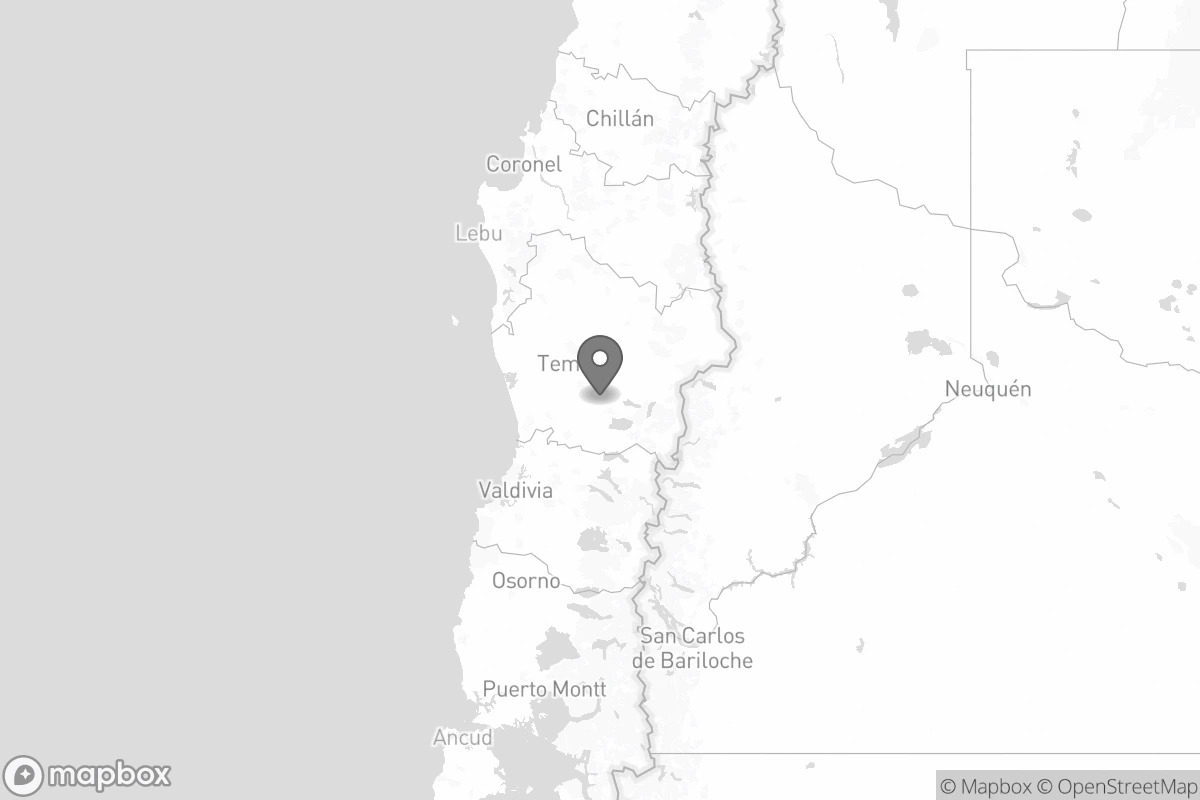 Chillán
Coronel
Lebu
Tem
Neuquén
Valdivia
Osorno
San Carlos
de Bariloche
Puerto Montt
Ancud
mapbox
© Mapbox © OpenStreetMap